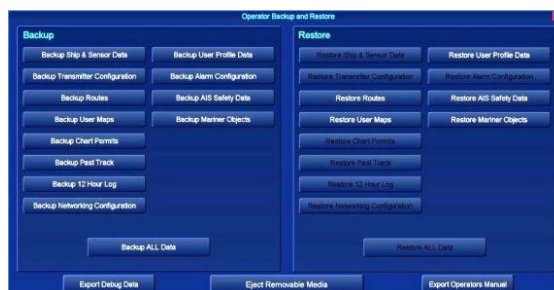 Operator Backup and Restore
Backup
Backup Ship & Sensor Data
Backup User Profile Data
Backup Transmitter Configuration
Backup Alarm Configuration
Backup Routes
Backup AIS Safety Data
Backup User Maps
Backup Mariner Objects
Backup Chart Permits
Backup Past Track
Backup 12 Hour Log
Backup Networking Configuration
Backup ALL Data
Restore
Restore Ship & Sensor Data
Restore User Profile Data
Restore Transmitter Configuration
Restore Alarm Configuration
Restore Routes
Restore AIS Safety Data
Restore User Maps
Restore Mariner Objects
Restore Chart Permits
Restore Past Track
Restore 12 Hour Log
Restore Networking Configuration
Restore ALL Data
Export Debug Data
Eject Removable Media
Export Operators Manual